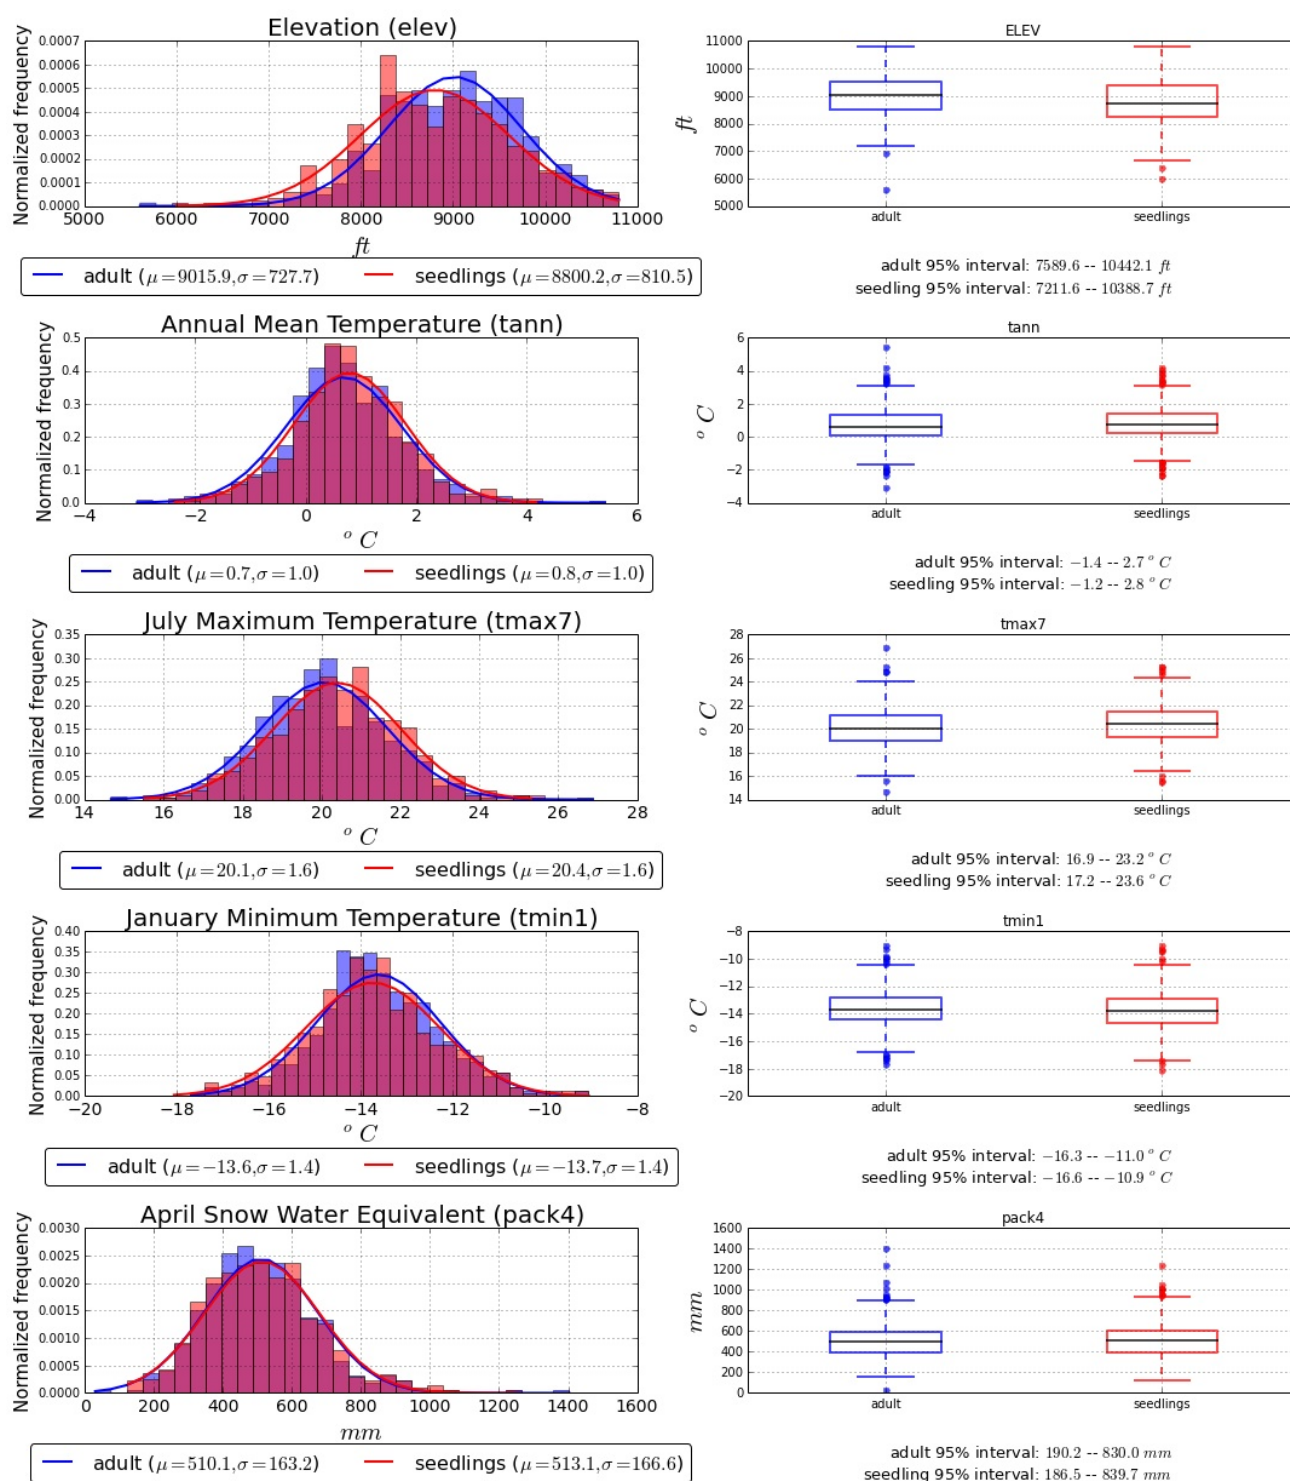 Elevation (elev)
Normalized frequency
0.0007
0.0006
0.0005
0.0004
0.0003
0.0002
0.0001
0.0000
5000 6000 7000 8000 9000 10000 11000
ft
adult (μ=9015.9,σ=727.7) seedlings (μ=8800.2,σ=810.5)
ELEV
ft
11000
10000
9000
8000
7000
6000
5000
adult seedlings
adult 95% interval: 7589.6 -- 10442.1 ft
seedling 95% interval: 7211.6 -- 10388.7 ft
Annual Mean Temperature (tann)
Normalized frequency
0.5
0.4
0.3
0.2
0.1
0.0
−4 −2 0 2 4 6
° C
adult (μ=0.7,σ=1.0) seedlings (μ=0.8,σ=1.0)
tann
° C
6
4
2
0
−2
−4
adult seedlings
adult 95% interval: −1.4 -- 2.7 ° C
seedling 95% interval: −1.2 -- 2.8 ° C
July Maximum Temperature (tmax7)
Normalized frequency
0.35
0.30
0.25
0.20
0.15
0.10
0.05
0.00
14 16 18 20 22 24 26 28
° C
adult (μ=20.1,σ=1.6) seedlings (μ=20.4,σ=1.6)
tmax7
° C
28
26
24
22
20
18
16
14
adult seedlings
adult 95% interval: 16.9 -- 23.2 ° C
seedling 95% interval: 17.2 -- 23.6 ° C
January Minimum Temperature (tmin1)
Normalized frequency
0.40
0.35
0.30
0.25
0.20
0.15
0.10
0.05
0.00
−20 −18 −16 −14 −12 −10 −8
° C
adult (μ=−13.6,σ=1.4) seedlings (μ=−13.7,σ=1.4)
tmin1
° C
−8
−10
−12
−14
−16
−18
−20
adult seedlings
adult 95% interval: −16.3 -- −11.0 ° C
seedling 95% interval: −16.6 -- −10.9 ° C
April Snow Water Equivalent (pack4)
Normalized frequency
0.0030
0.0025
0.0020
0.0015
0.0010
0.0005
0.0000
0 200 400 600 800 1000 1200 1400 1600
mm
adult (μ=510.1,σ=163.2) seedlings (μ=513.1,σ=166.6)
pack4
mm
1600
1400
1200
1000
800
600
400
200
0
adult seedlings
adult 95% interval: 190.2 -- 830.0 mm
seedling 95% interval: 186.5 -- 839.7 mm